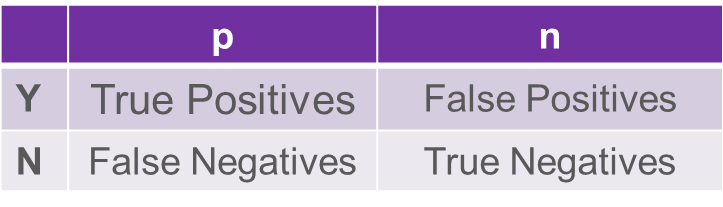 p n
Y True Positives False Positives
N False Negatives True Negatives